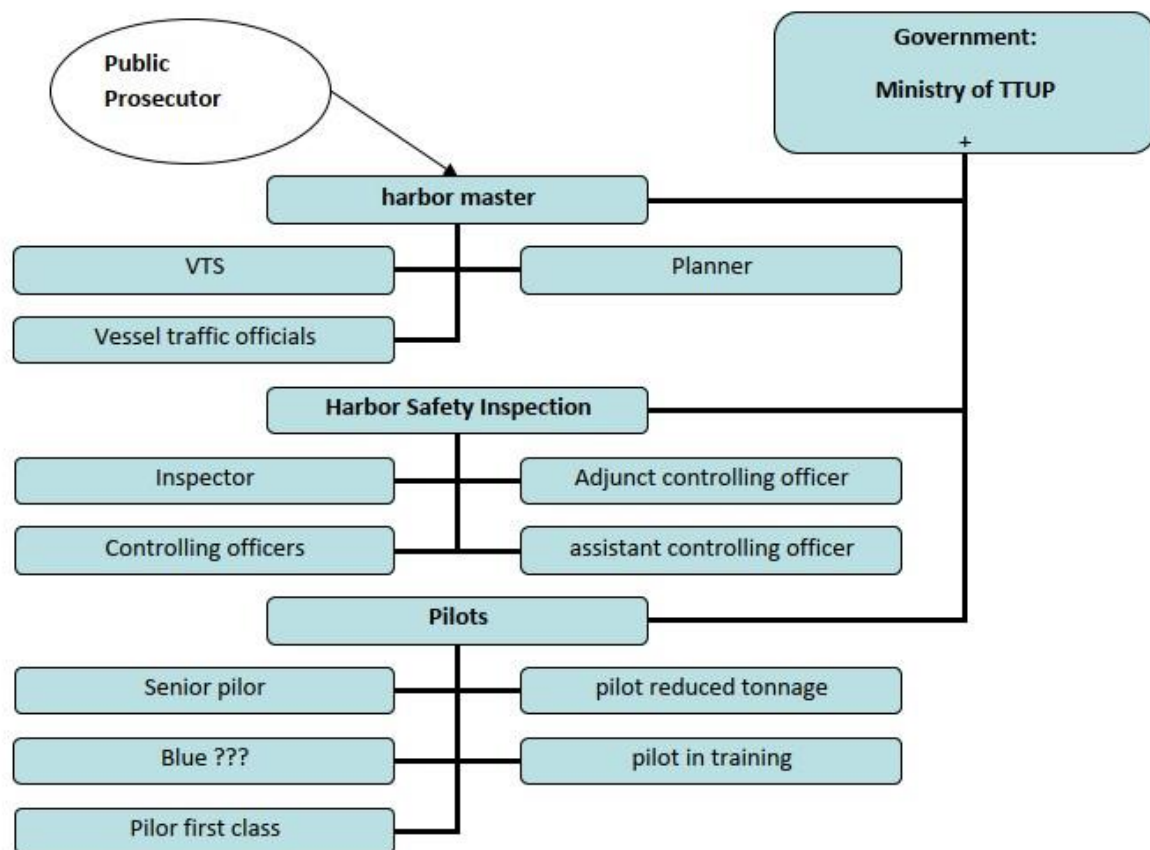 Public
Prosecutor
Government:
Ministry of TTUP
+
harbor master
VTS
Planner
Vessel traffic officials
Harbor Safety Inspection
Inspector
Adjunct controlling officer
Controlling officers
assistant controlling officer
Pilots
Senior pilor
pilot reduced tonnage
Blue ???
pilot in training
Pilor first class